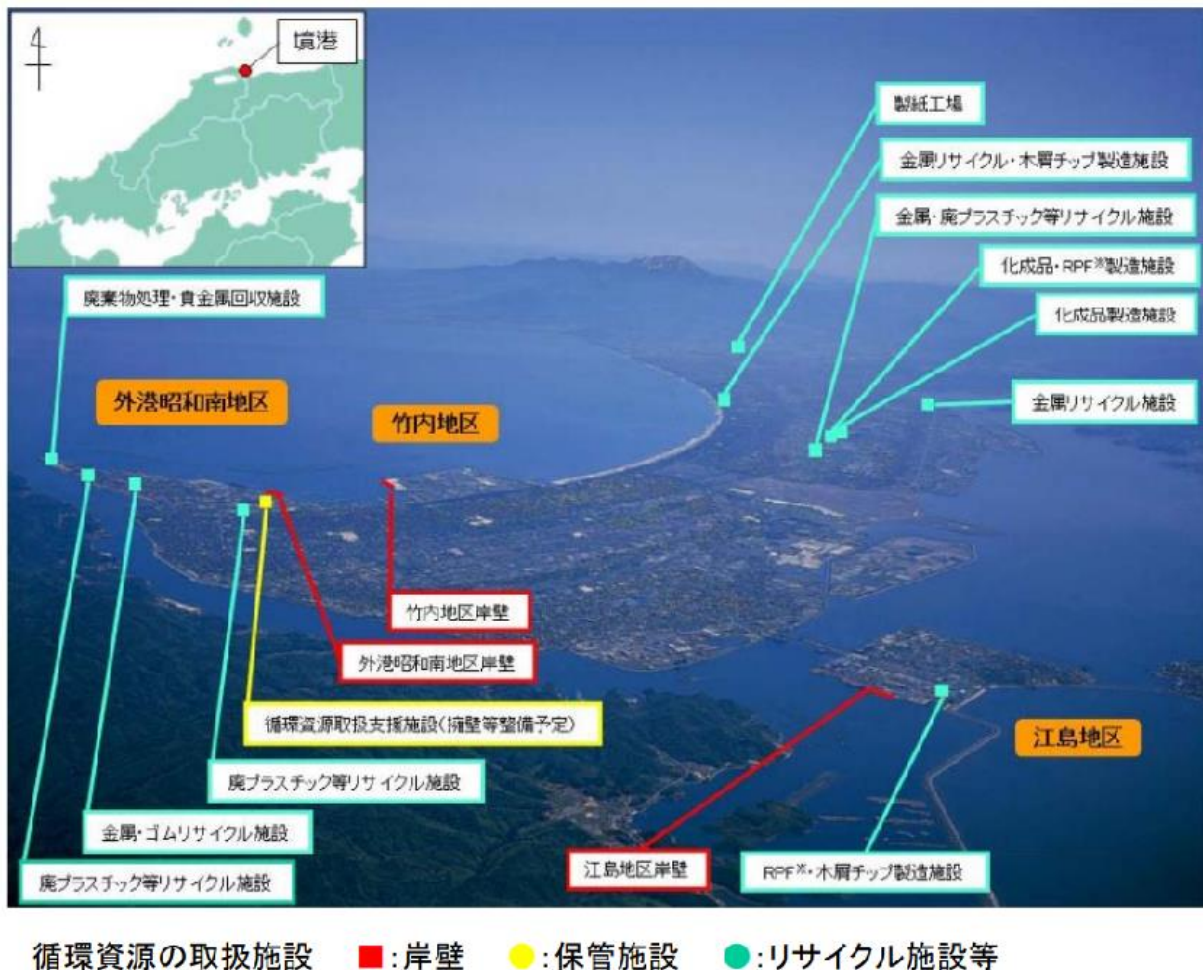 境港
製紙工場
金属リサイクル・木屑チップ製造施設
金属・廃プラスチック等リサイクル施設
化成品・RPF※製造施設
化成品製造施設
廃棄物処理・貴金属回収施設
外港昭和南地区
竹内地区
金属リサイクル施設
竹内地区岸壁
外港昭和南地区岸壁
循環資源取扱支援施設(擁壁等整備予定)
江島地区
廃プラスチック等リサイクル施設
金属・ゴムリサイクル施設
江島地区岸壁
RPF※・木屑チップ製造施設
廃プラスチック等リサイクル施設
循環資源の取扱施設 ■:岸壁 ●:保管施設 ●:リサイクル施設等